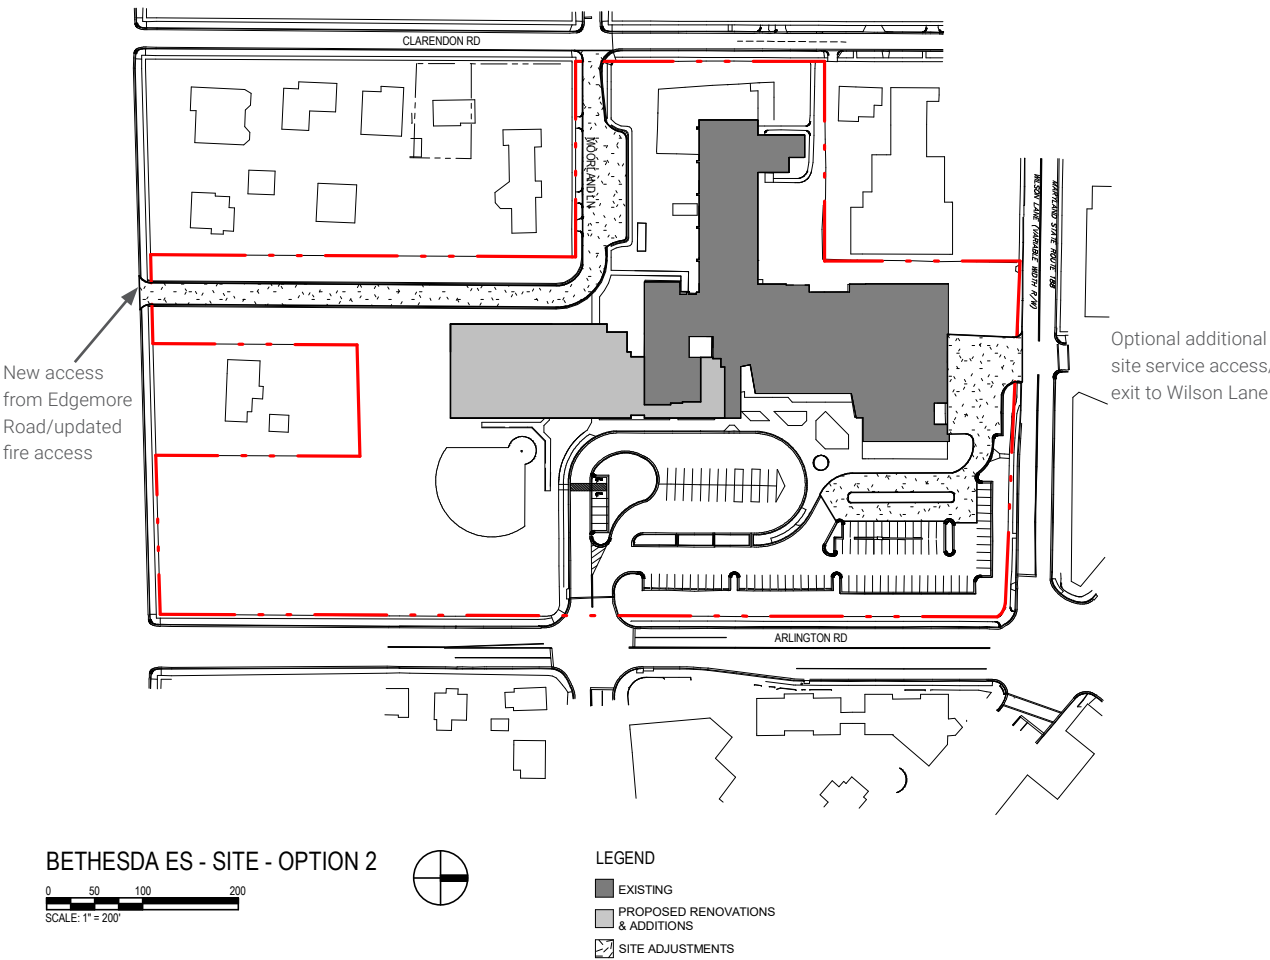 CLARENDON RD
MOORLAND LN
MARYLAND STATE ROUTE 188
WILSON LANE (VARIABLE WIDTH R/W)
New access
from Edgemore
Road/updated
fire access
Optional additional
site service access,
exit to Wilson Lane
ARLINGTON RD
BETHESDA ES - SITE - OPTION 2
0 50 100 200
SCALE: 1" = 200'
LEGEND
EXISTING
PROPOSED RENOVATIONS
& ADDITIONS
SITE ADJUSTMENTS